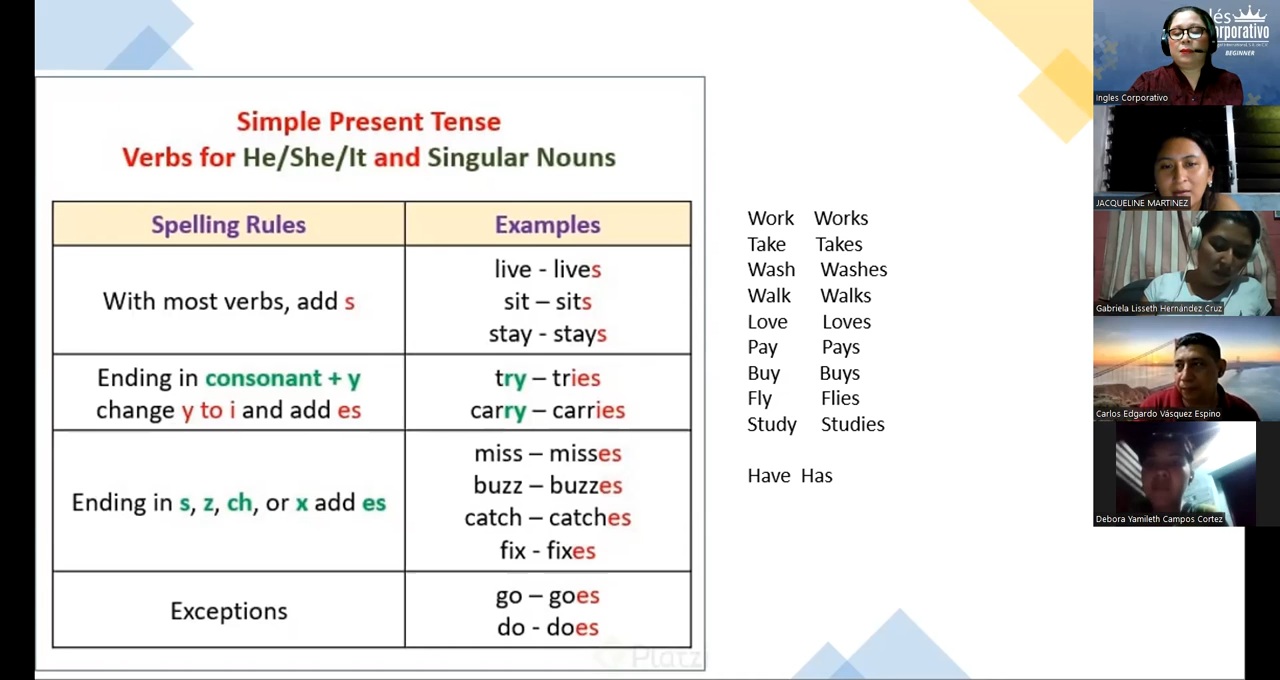 Simple Present Tense
Verbs for He/She/It and Singular Nouns
Spelling Rules
Examples
With most verbs, add s
live - lives
sit – sits
stay - stays
Ending in consonant + y
change y to i and add es
try – tries
carry – carries
Ending in s, z, ch, or x add es
miss – misses
buzz – buzzes
catch – catches
fix - fixes
Exceptions
go – goes
do - does
Platzi
Work Works
Take Takes
Wash Washes
Walk Walks
Love Loves
Pay Pays
Buy Buys
Fly Flies
Study Studies
Have Has
lés
orporativo
BEGINNER
Ingles Corporativo
JACQUELINE MARTINEZ
Gabriela Lisseth Hernández Cruz
Carlos Edgardo Vásquez Espino
Debora Yamileth Campos Cortez